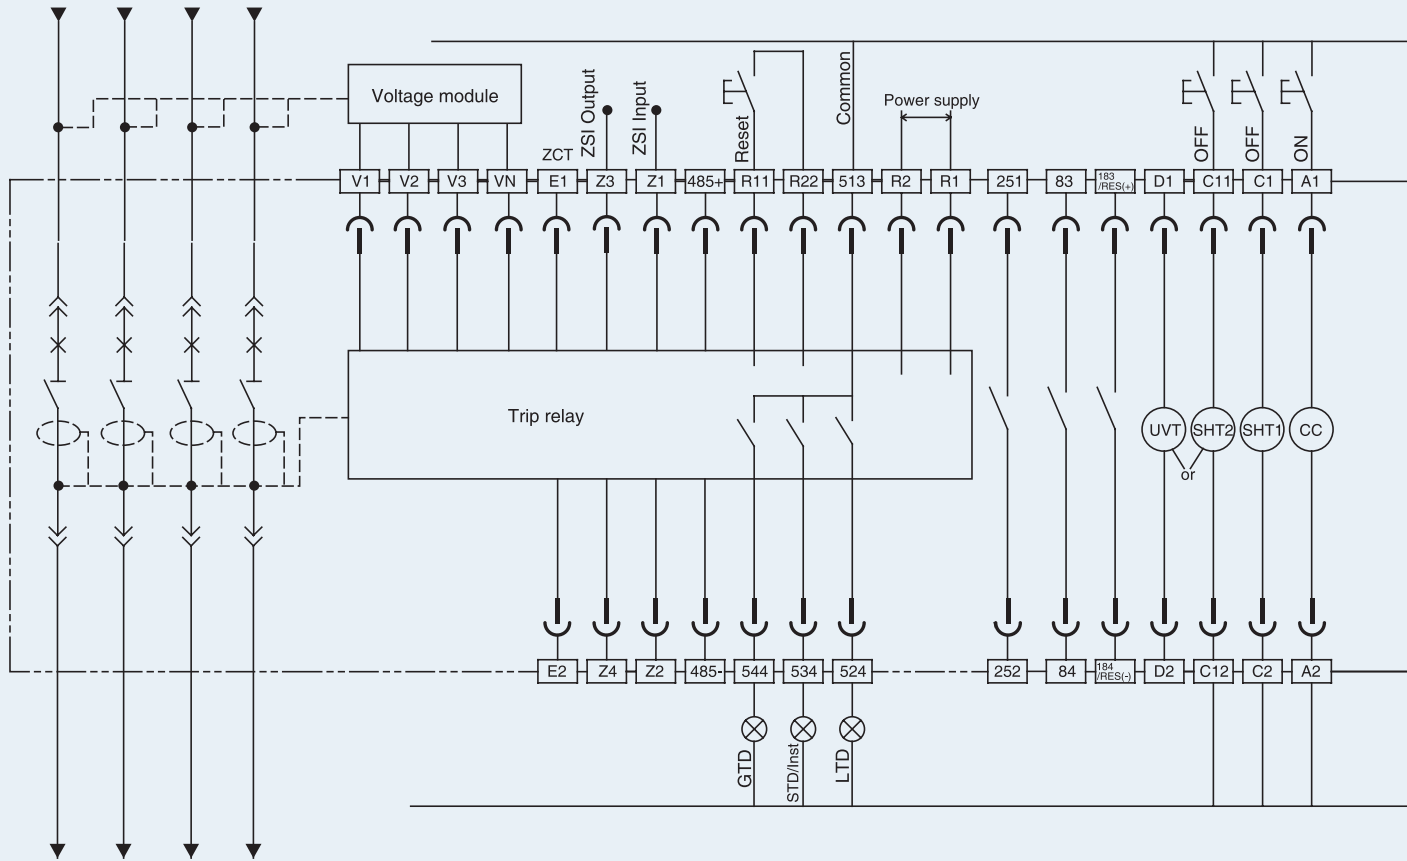 Voltage module
ZCT
ZSI Output
ZSI Input
Reset
Common
Power supply
OFF
OFF
ON
V1
V2
V3
VN
E1
Z3
Z1
485+
R11
R22
513
R2
R1
251
83
183
/RES(+)
D1
C11
C1
A1
Trip relay
UVT
SHT2
SHT1
CC
or
E2
Z4
Z2
485-
544
534
524
252
84
184
/RES(-)
D2
C12
C2
A2
GTD
STD/Inst
LTD